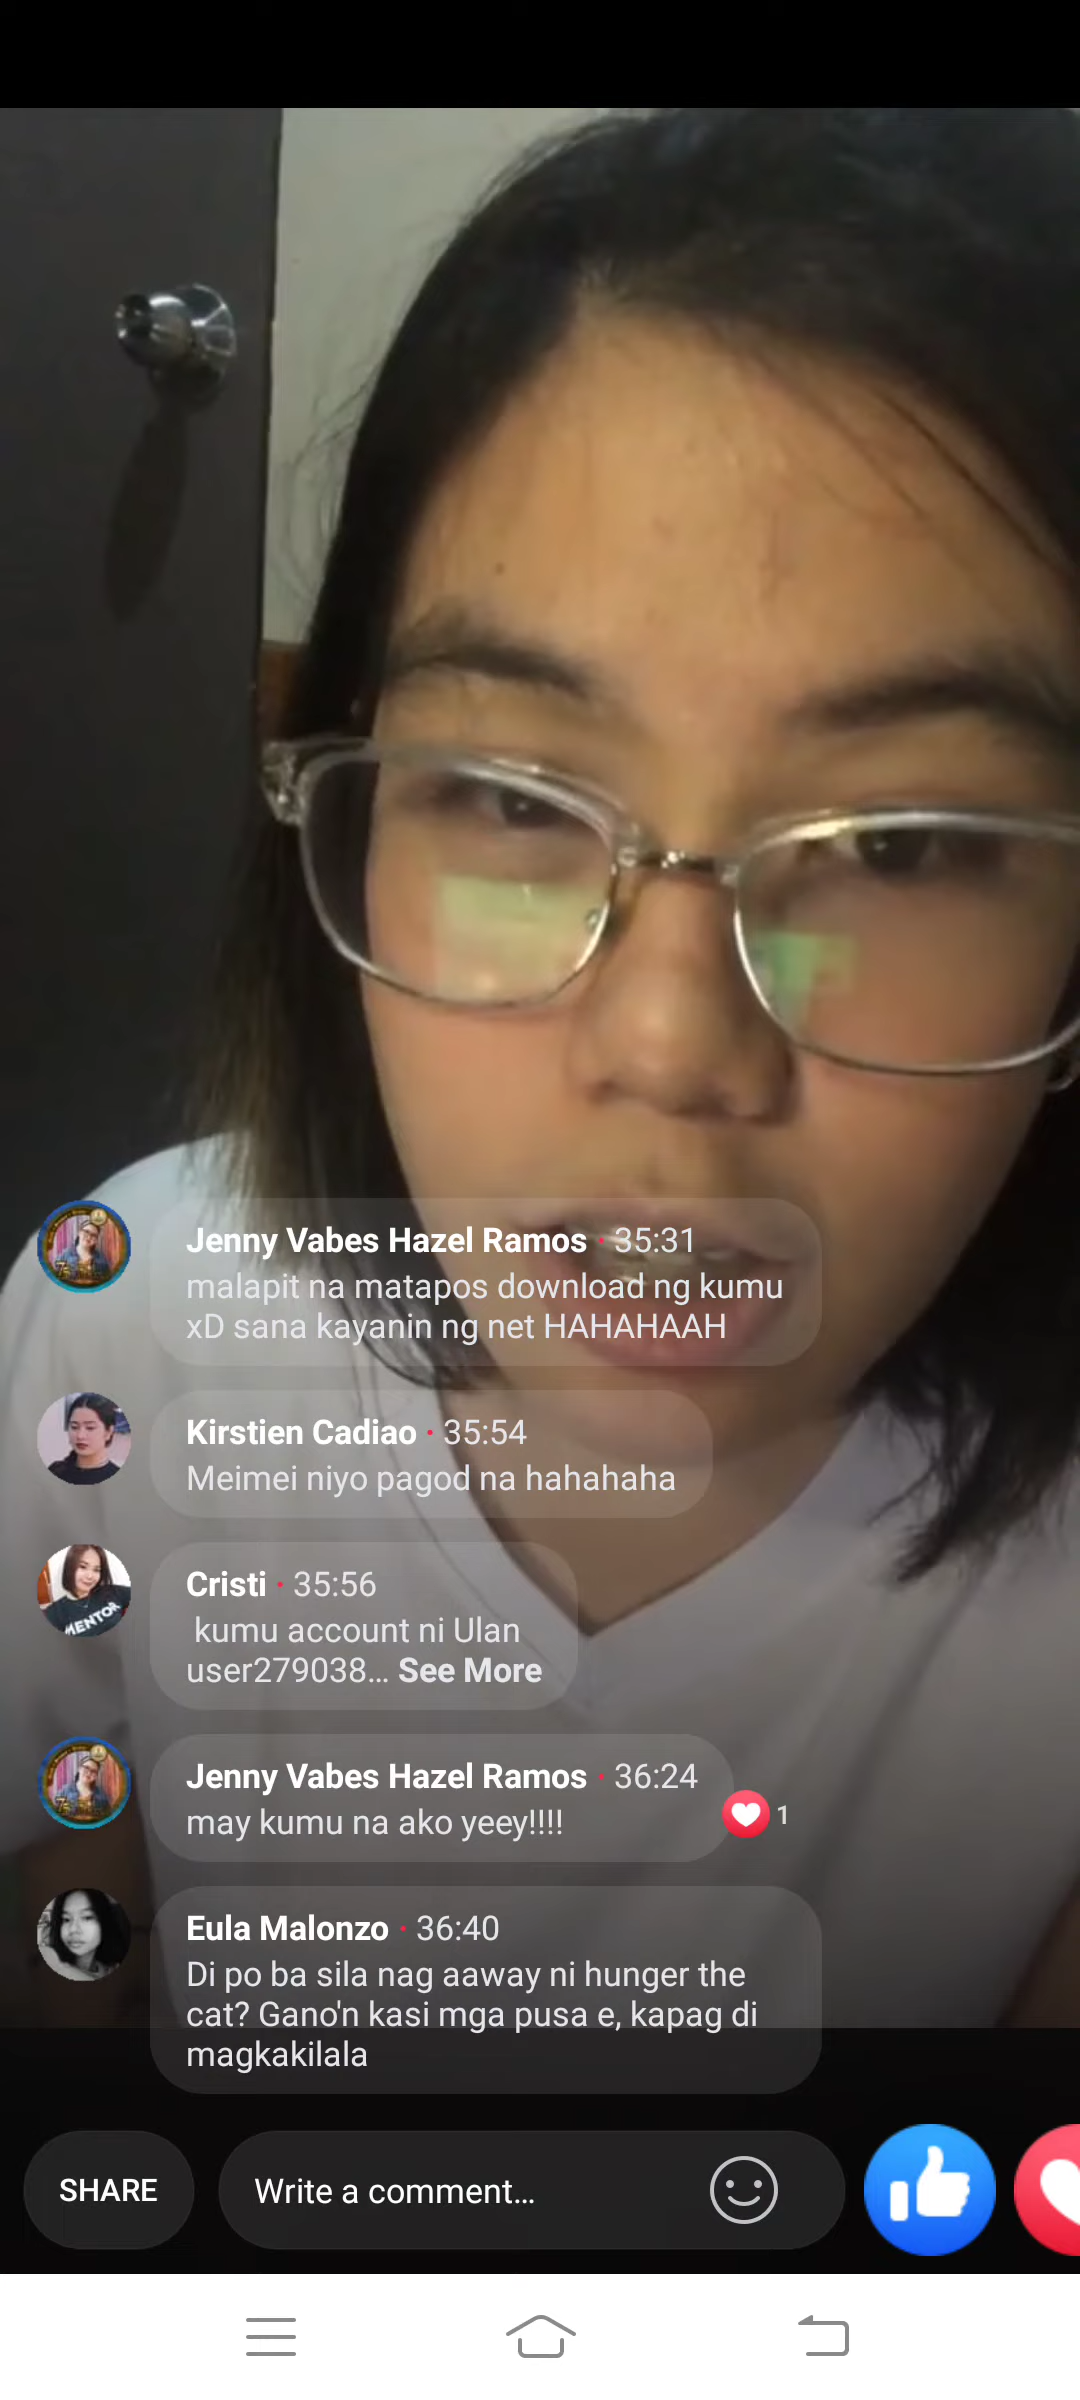 Jenny Vabes Hazel Ramos · 35:31
malapit na matapos download ng kumu
xD sana kayanin ng net HAHAHAAH
Kirstien Cadiao · 35:54
Meimei niyo pagod na hahahaha
Cristi · 35:56
kumu account ni Ulan
user279038... See More
Jenny Vabes Hazel Ramos · 36:24
may kumu na ako yeey!!!!
1
Eula Malonzo · 36:40
Di po ba sila nag aaway ni hunger the
cat? Gano'n kasi mga pusa e, kapag di
magkakilala
SHARE
Write a comment...